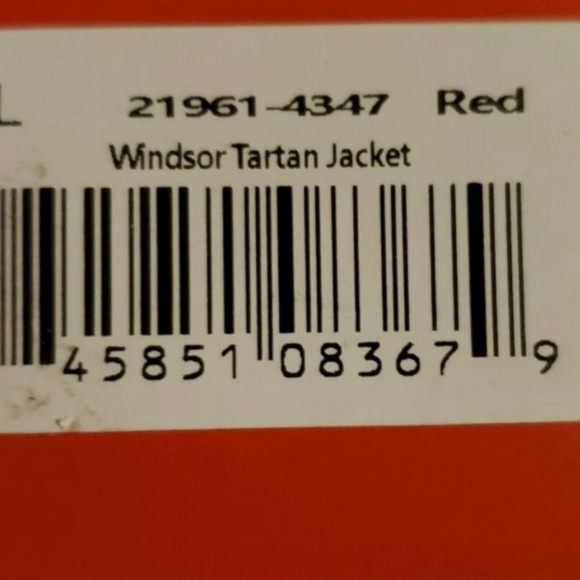 L 21961-4347 Red
Windsor Tartan Jacket
45851 08367 9